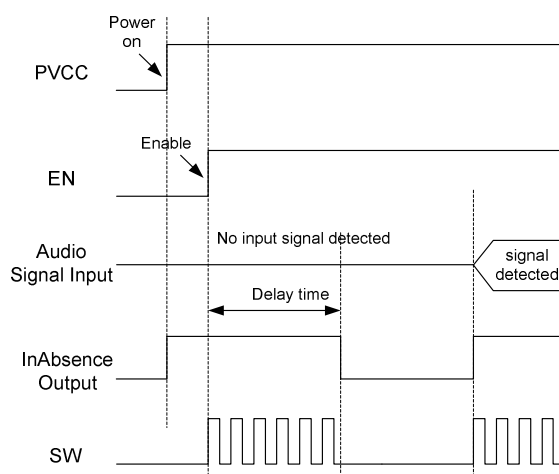 Power
on
PVCC
Enable
EN
No input signal detected
Audio
Signal Input
signal
detected
Delay time
InAbsence
Output
SW